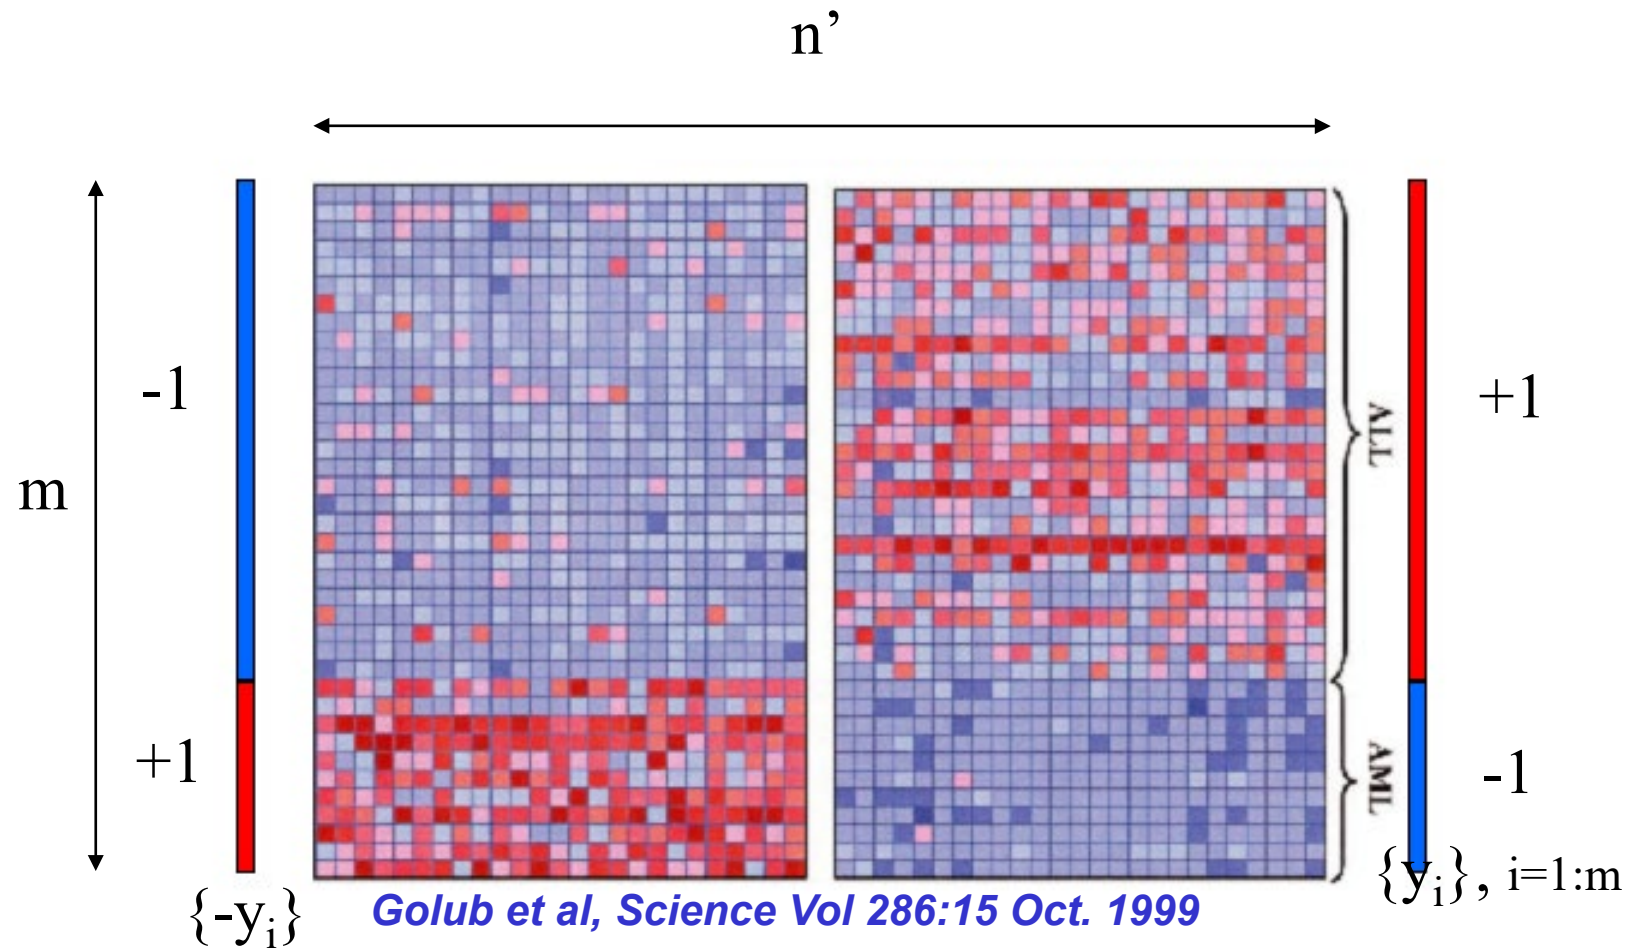 n’
-1
+1
ALL
m
+1
-1
AML
{-yᵢ}
Golub et al, Science Vol 286:15 Oct. 1999
{yᵢ}, i=1:m